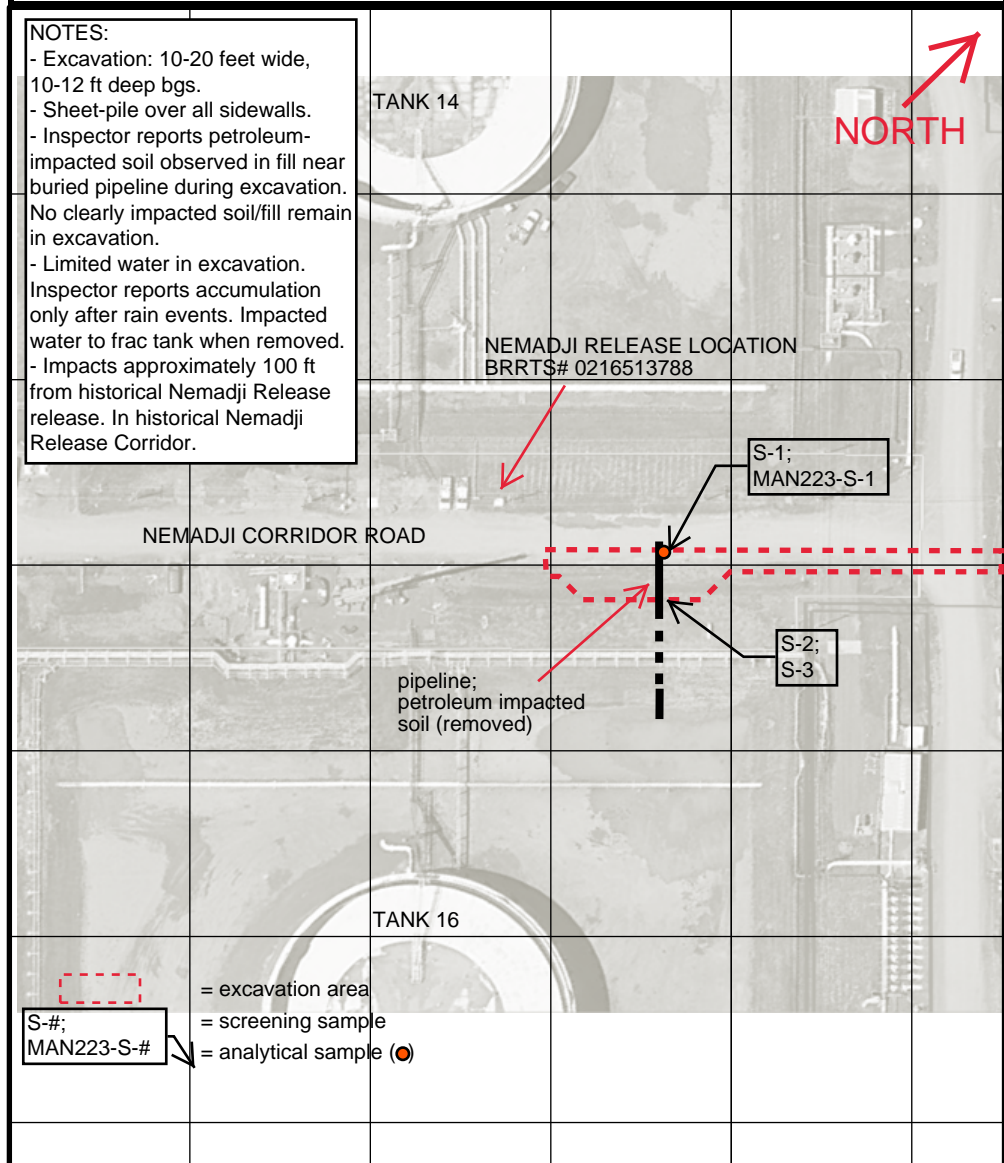 NOTES:
- Excavation: 10-20 feet wide,
10-12 ft deep bgs.
- Sheet-pile over all sidewalls.
- Inspector reports petroleum-
impacted soil observed in fill near
buried pipeline during excavation.
No clearly impacted soil/fill remain
in excavation.
- Limited water in excavation.
Inspector reports accumulation
only after rain events. Impacted
water to frac tank when removed.
- Impacts approximately 100 ft
from historical Nemadji Release
release. In historical Nemadji
Release Corridor.
TANK 14
NORTH
NEMADJI RELEASE LOCATION
BRRTS# 0216513788
S-1;
MAN223-S-1
NEMADJI CORRIDOR ROAD
S-2;
S-3
pipeline;
petroleum impacted
soil (removed)
TANK 16
= excavation area
S-#;
MAN223-S-#
= screening sample
= analytical sample ( )